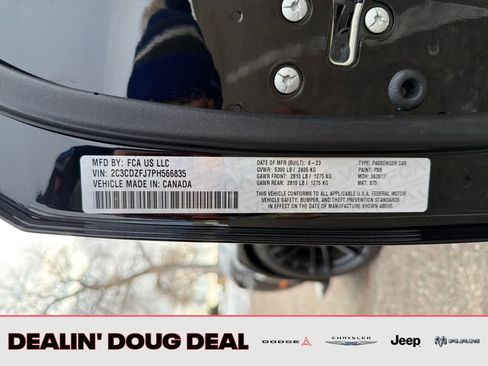 MFD BY: FCA US LLC
VIN: 2C3CDZFJ7PH566835
VEHICLE MADE IN: CANADA
DATE OF MFR (BUILT): 6-23
GVWR: 5300 LB / 2405 KG
GAWR FRONT: 2810 LB / 1275 KG
GAWR REAR: 2810 LB / 1275 KG
TYPE: PASSENGER CAR
PAINT: PX8
MDH: 062617
MKT: 875
THIS VEHICLE CONFORMS TO ALL APPLICABLE U.S.A. FEDERAL MOTOR
VEHICLE SAFETY, BUMPER, AND THEFT PREVENTION STANDARDS
IN EFFECT ON THE DATE OF MANUFACTURE SHOWN ABOVE.
DEALIN' DOUG DEAL
DODGE
CHRYSLER
Jeep
RAM